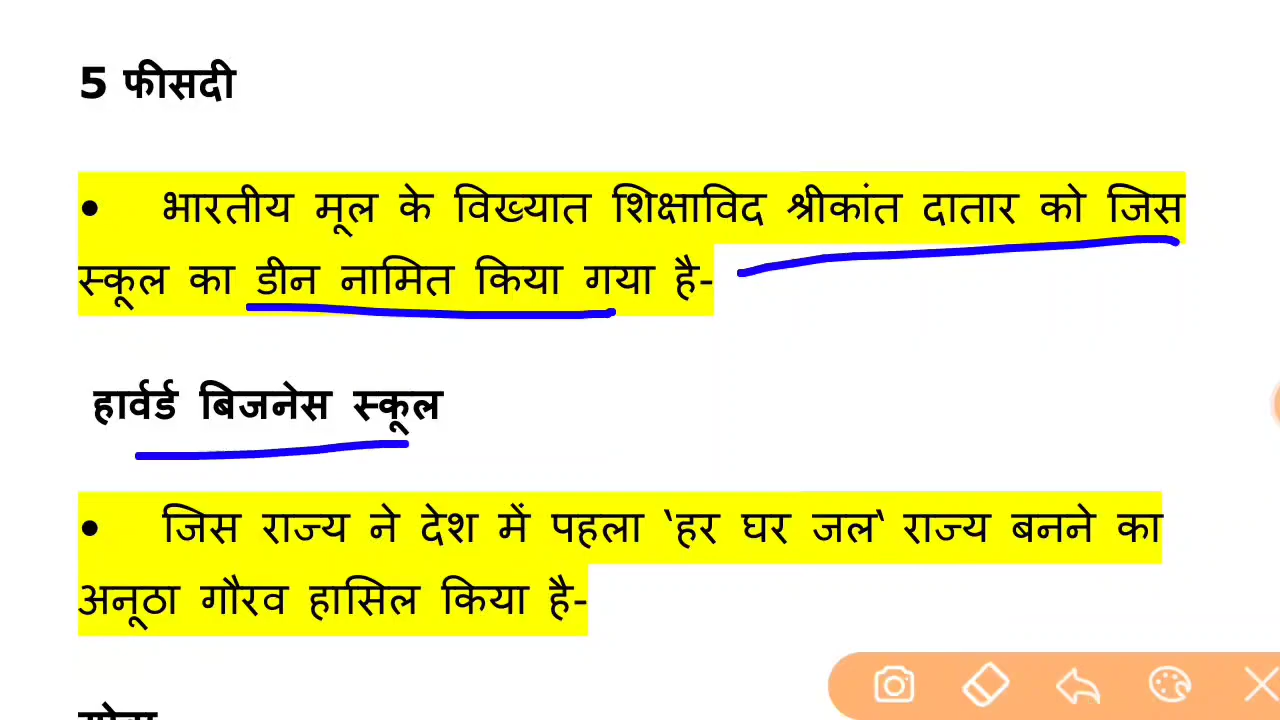 5 फीसदी
• भारतीय मूल के विख्यात शिक्षाविद श्रीकांत दातार को जिस
स्कूल का डीन नामित किया गया है-
हार्वर्ड बिजनेस स्कूल
• जिस राज्य ने देश में पहला ‛हर घर जल‛ राज्य बनने का
अनूठा गौरव हासिल किया है-